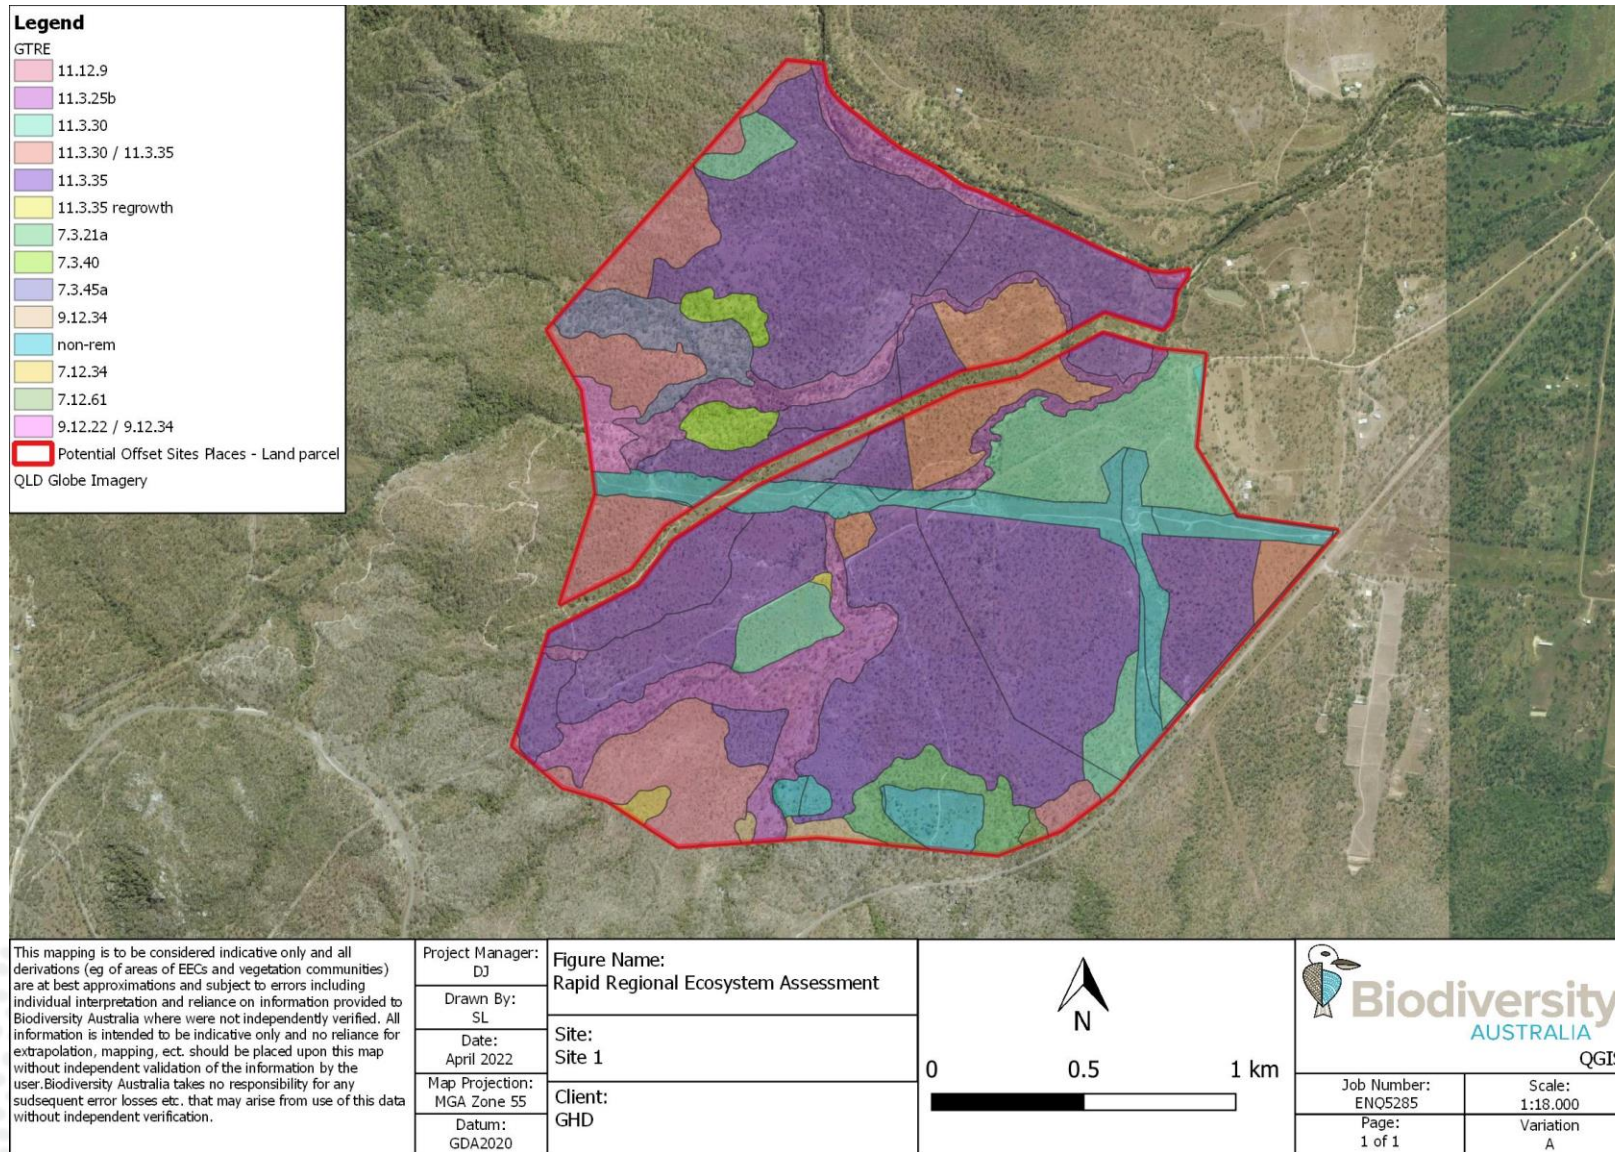 Legend
GTRE
11.12.9
11.3.25b
11.3.30
11.3.30 / 11.3.35
11.3.35
11.3.35 regrowth
7.3.21a
7.3.40
7.3.45a
9.12.34
non-rem
7.12.34
7.12.61
9.12.22 / 9.12.34
Potential Offset Sites Places - Land parcel
QLD Globe Imagery
This mapping is to be considered indicative only and all
derivations (eg of areas of EECs and vegetation communities)
are at best approximations and subject to errors including
individual interpretation and reliance on information provided to
Biodiversity Australia where were not independently verified. All
information is intended to be indicative only and no reliance for
extrapolation, mapping, ect. should be placed upon this map
without independent validation of the information by the
user.Biodiversity Australia takes no responsibility for any
sudsequent error losses etc. that may arise from use of this data
without independent verification.
Project Manager:
DJ
Drawn By:
SL
Date:
April 2022
Map Projection:
MGA Zone 55
Datum:
GDA2020
Figure Name:
Rapid Regional Ecosystem Assessment
Site:
Site 1
Client:
GHD
N
0 0.5 1 km
Biodiversity
AUSTRALIA
QGIS
Job Number:
ENQ5285
Scale:
1:18.000
Page:
1 of 1
Variation
A